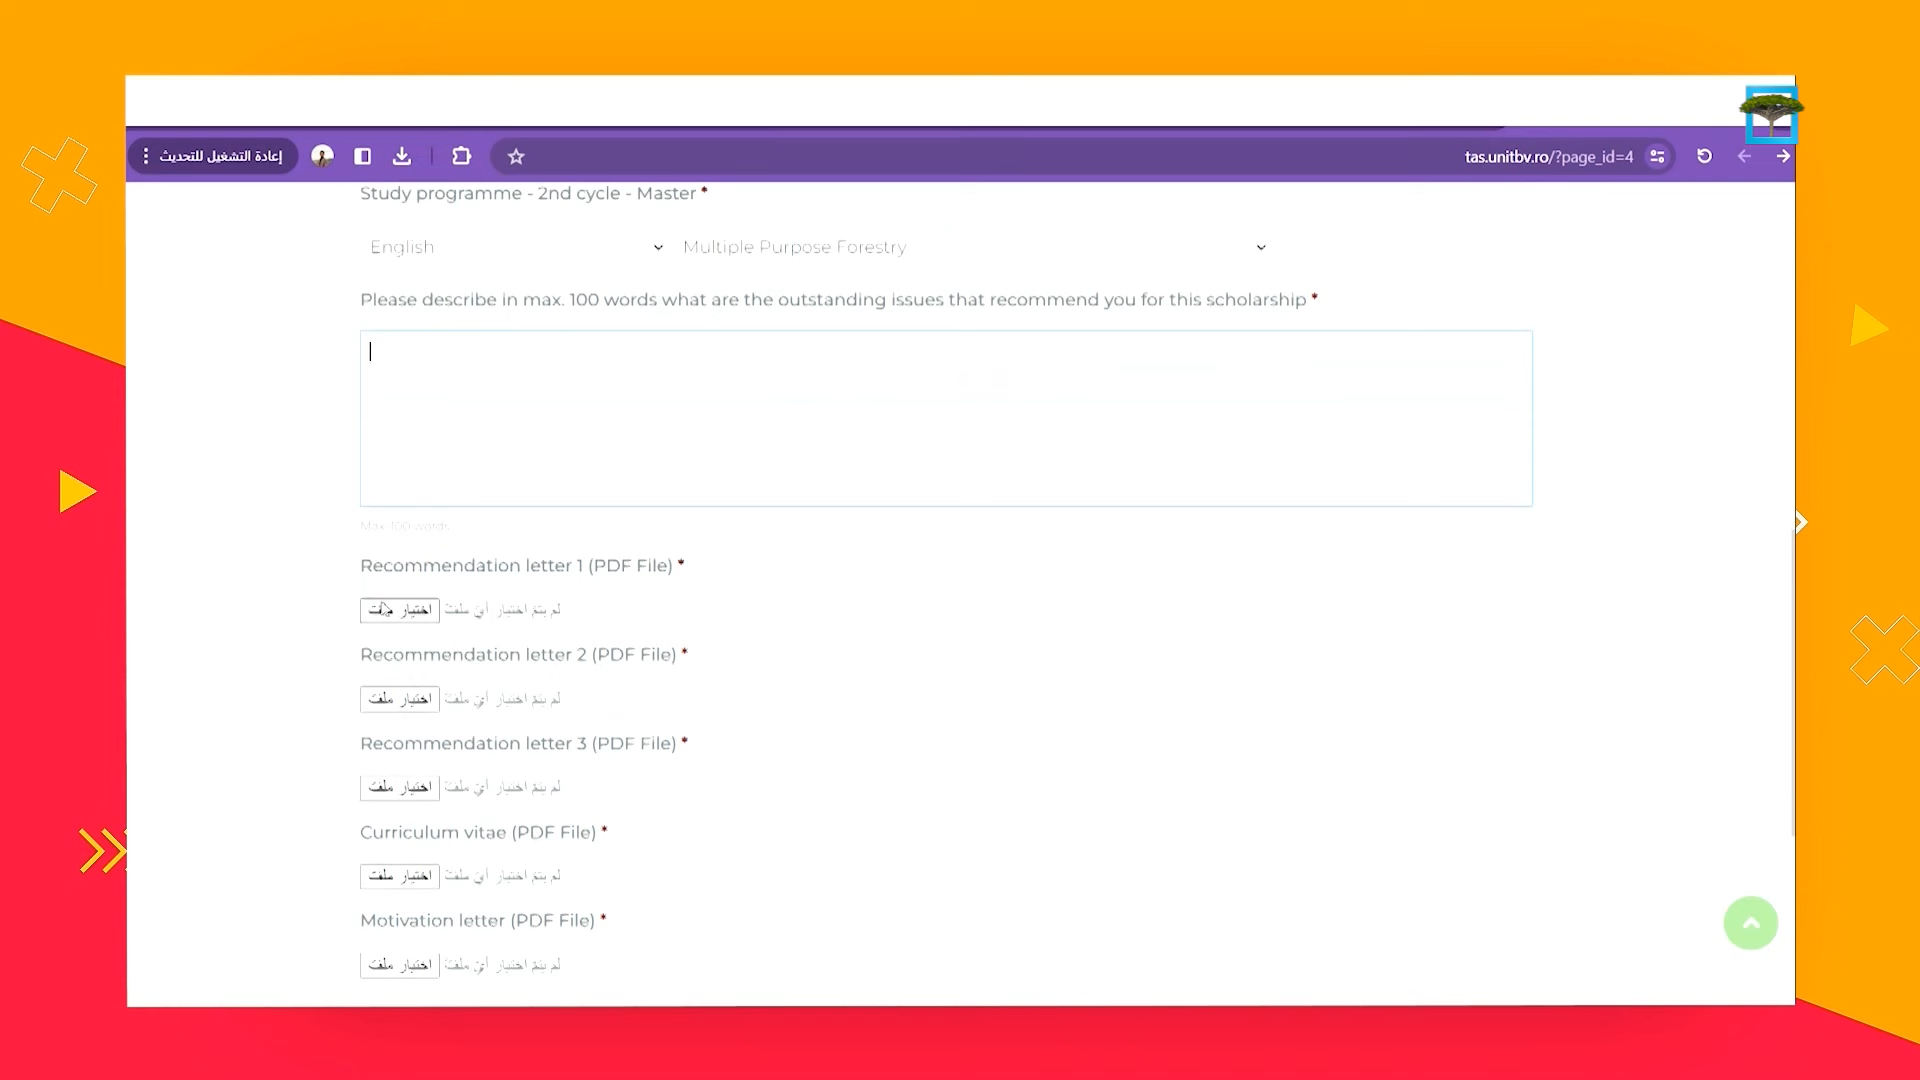 إعادة التشغيل للتحديث
tas.unitbv.ro/?page_id=4
Study programme - 2nd cycle - Master *
English
Multiple Purpose Forestry
Please describe in max. 100 words what are the outstanding issues that recommend you for this scholarship *
Max 100 words
Recommendation letter 1 (PDF File) *
اختيار ملف لم يتم اختيار أي ملف
Recommendation letter 2 (PDF File) *
اختيار ملف لم يتم اختيار أي ملف
Recommendation letter 3 (PDF File) *
اختيار ملف لم يتم اختيار أي ملف
Curriculum vitae (PDF File) *
اختيار ملف لم يتم اختيار أي ملف
Motivation letter (PDF File) *
اختيار ملف لم يتم اختيار أي ملف